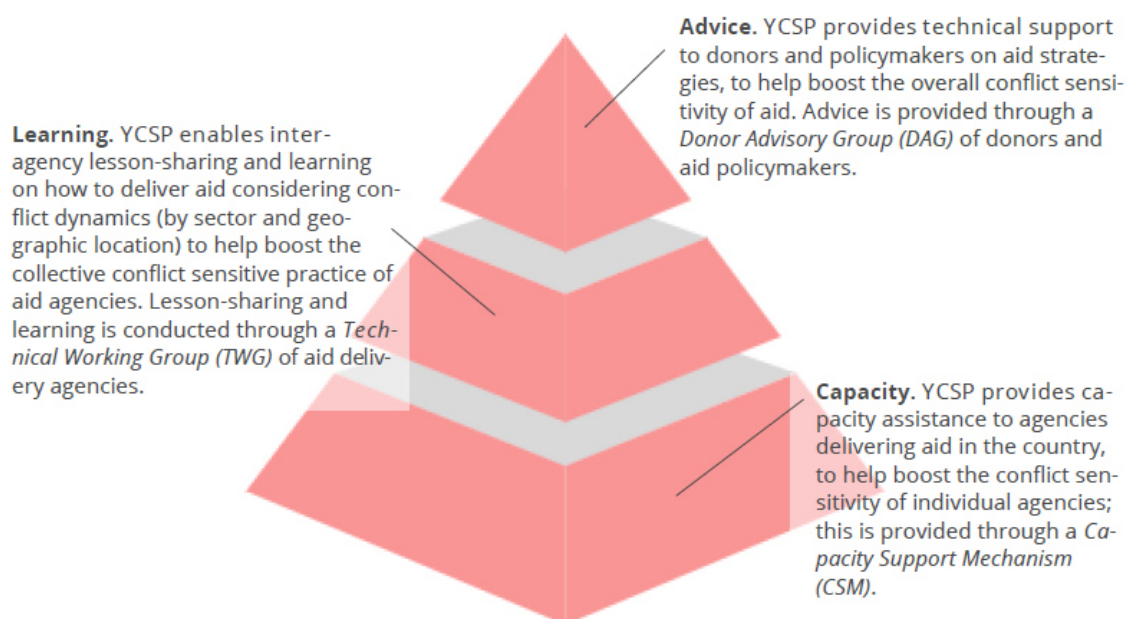 Advice. YCSP provides technical support
to donors and policymakers on aid strate-
gies, to help boost the overall conflict sensi-
tivity of aid. Advice is provided through a
Donor Advisory Group (DAG) of donors and
aid policymakers.
Learning. YCSP enables inter-
agency lesson-sharing and learning
on how to deliver aid considering con-
flict dynamics (by sector and geo-
graphic location) to help boost the
collective conflict sensitive practice of
aid agencies. Lesson-sharing and
learning is conducted through a Tech-
nical Working Group (TWG) of aid deliv-
ery agencies.
Capacity. YCSP provides ca-
pacity assistance to agencies
delivering aid in the country,
to help boost the conflict sen-
sitivity of individual agencies;
this is provided through a Ca-
pacity Support Mechanism
(CSM).